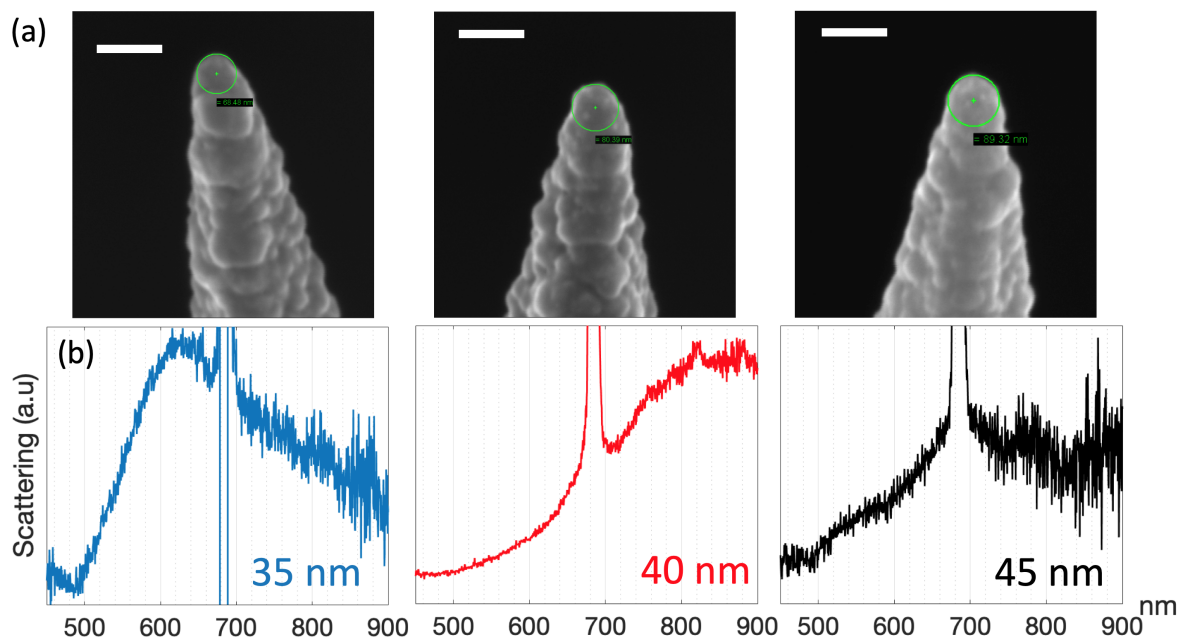 (a)
= 68.48 nm
= 80.39 nm
= 89.32 nm
(b)
Scattering (a.u)
35 nm
40 nm
45 nm
500 600 700 800 900
500 600 700 800 900
500 600 700 800 900
nm